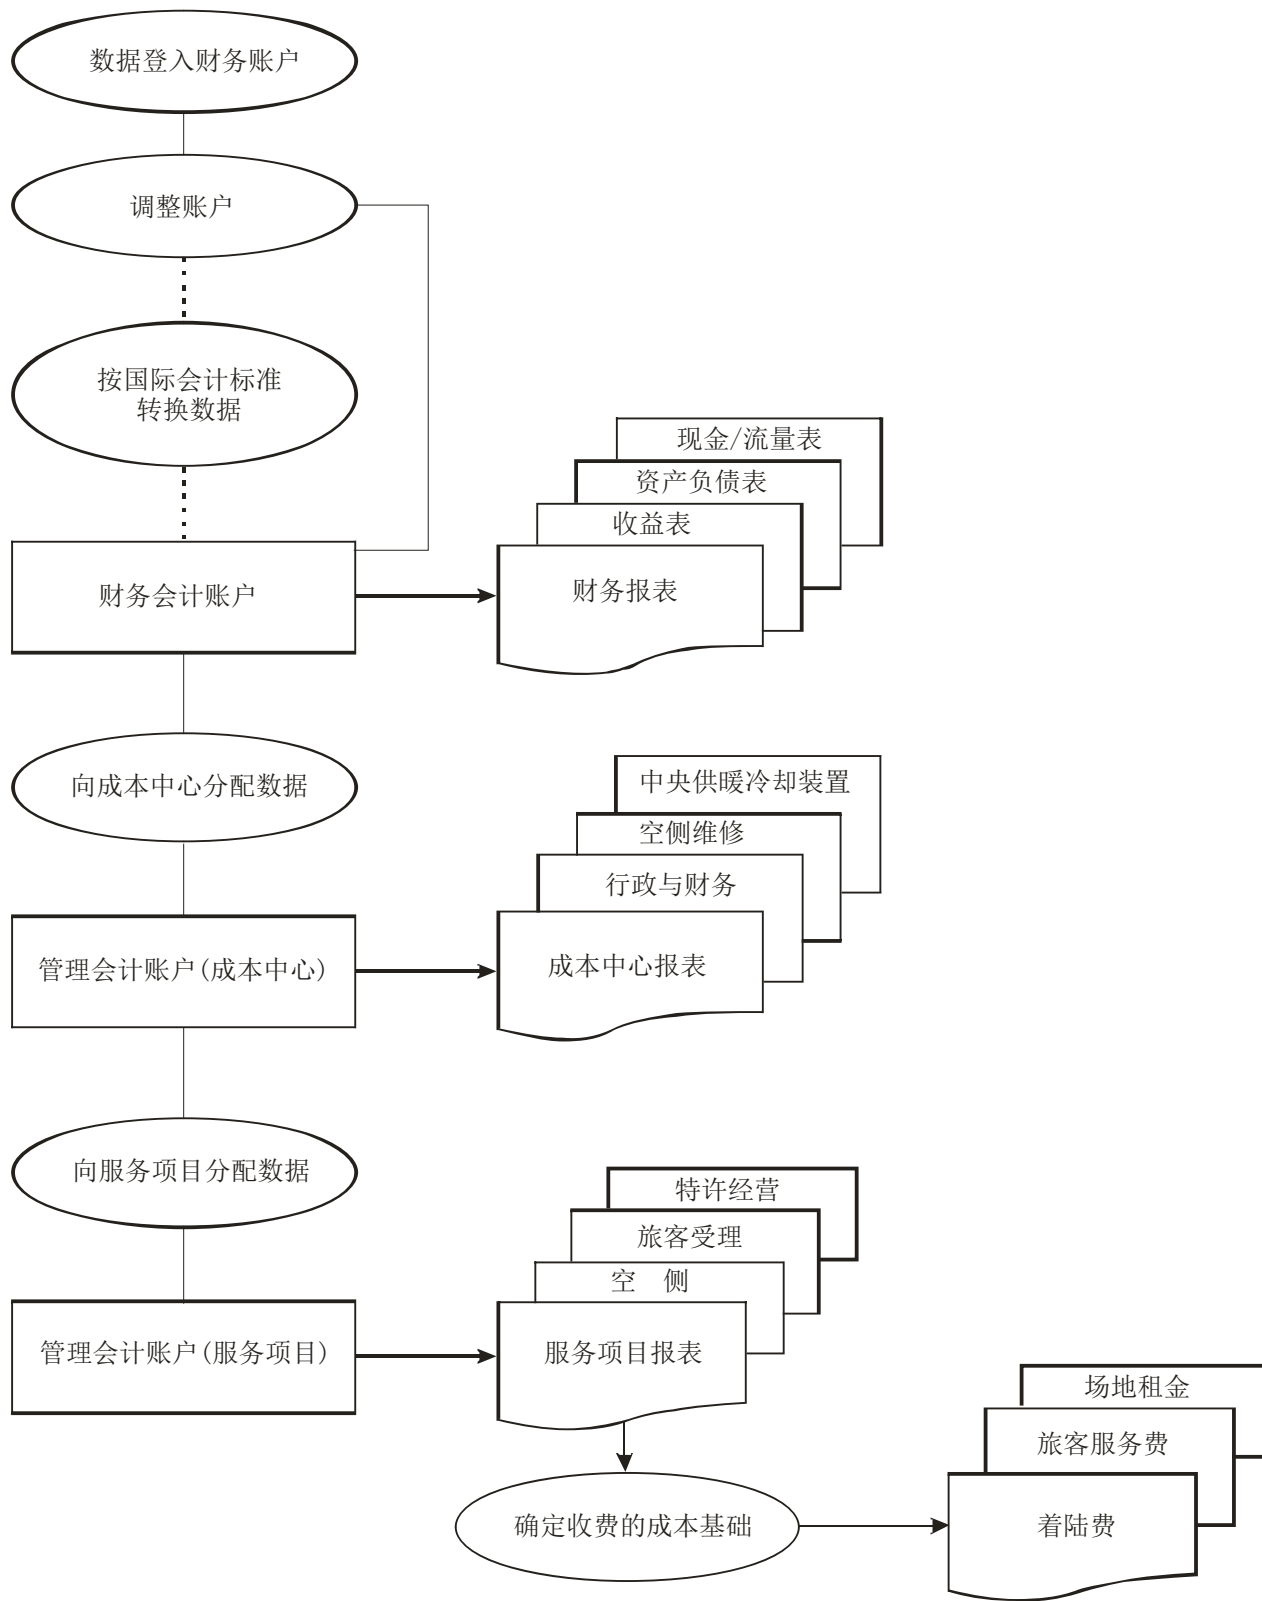 数据登入财务账户
调整账户
按国际会计标准
转换数据
现金/流量表
资产负债表
收益表
财务会计账户
财务报表
向成本中心分配数据
中央供暖冷却装置
空侧维修
行政与财务
管理会计账户(成本中心)
成本中心报表
向服务项目分配数据
特许经营
旅客受理
空　侧
管理会计账户(服务项目)
服务项目报表
场地租金
旅客服务费
确定收费的成本基础
着陆费